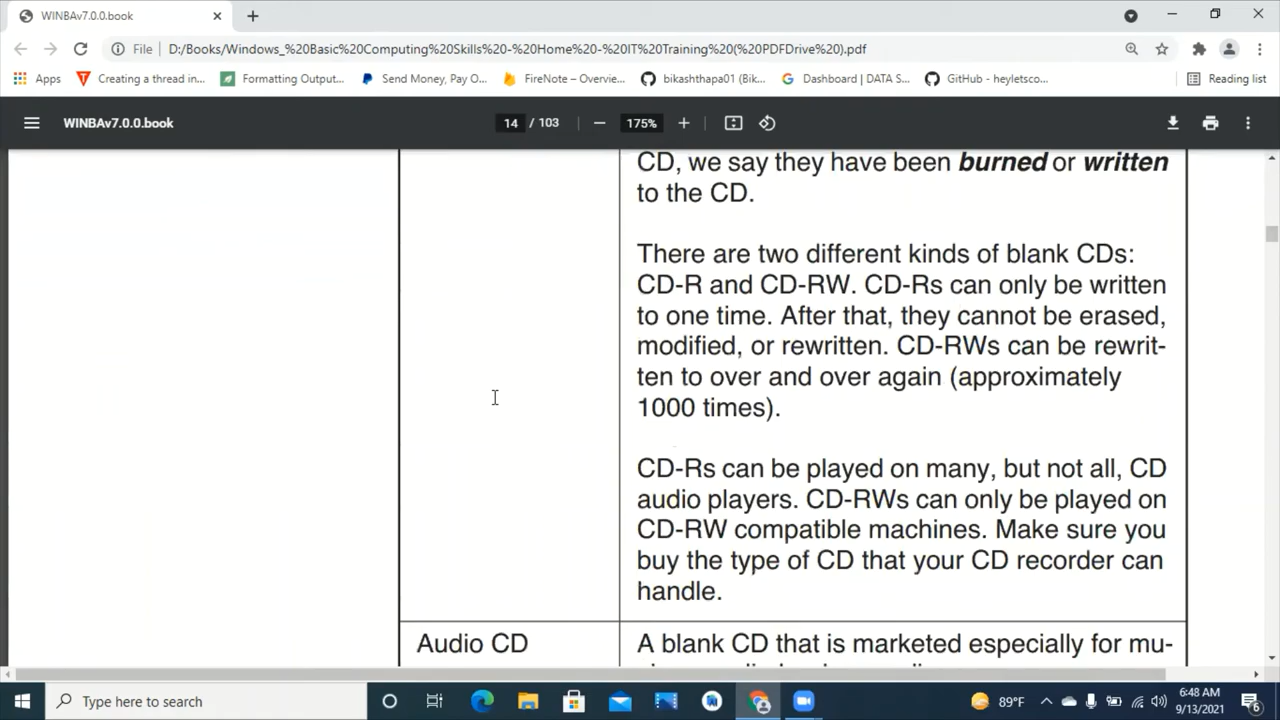 WINBAv7.0.0.book
File
D:/Books/Windows_%20Basic%20Computing%20Skills%20-%20Home%20-%20IT%20Training%20(%20PDFDrive%20).pdf
Apps
Creating a thread in...
Formatting Output...
Send Money, Pay O...
FireNote – Overvie...
bikashthapa01 (Bik...
Dashboard | DATA S...
GitHub - heyletsco...
Reading list
WINBAv7.0.0.book
14 / 103
175%
CD, we say they have been burned or written
to the CD.
There are two different kinds of blank CDs:
CD-R and CD-RW. CD-Rs can only be written
to one time. After that, they cannot be erased,
modified, or rewritten. CD-RWs can be rewrit-
ten to over and over again (approximately
1000 times).
CD-Rs can be played on many, but not all, CD
audio players. CD-RWs can only be played on
CD-RW compatible machines. Make sure you
buy the type of CD that your CD recorder can
handle.
Audio CD
A blank CD that is marketed especially for mu-
Type here to search
89°F
6:48 AM
9/13/2021
6